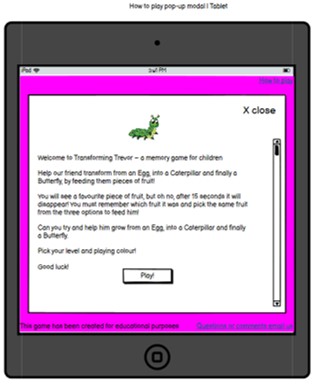 How to play pop-up modal | Tablet
iPad
3:41 PM
How to play
X close
Welcome to Transforming Trevor – a memory game for children
Help our friend transform from an Egg, into a Caterpillar and finally a
Butterfly, by feeding them pieces of fruit!
You will see a favourite piece of fruit, but oh no, after 15 seconds it will
disappear! You must remember which fruit it was and pick the same fruit
from the three options to feed him!
Can you try and help him grow from an Egg, into a Caterpillar and finally
a Butterfly.
Pick your level and playing colour!
Good luck!
Play!
This game has been created for educational purposes
Questions or comments email us